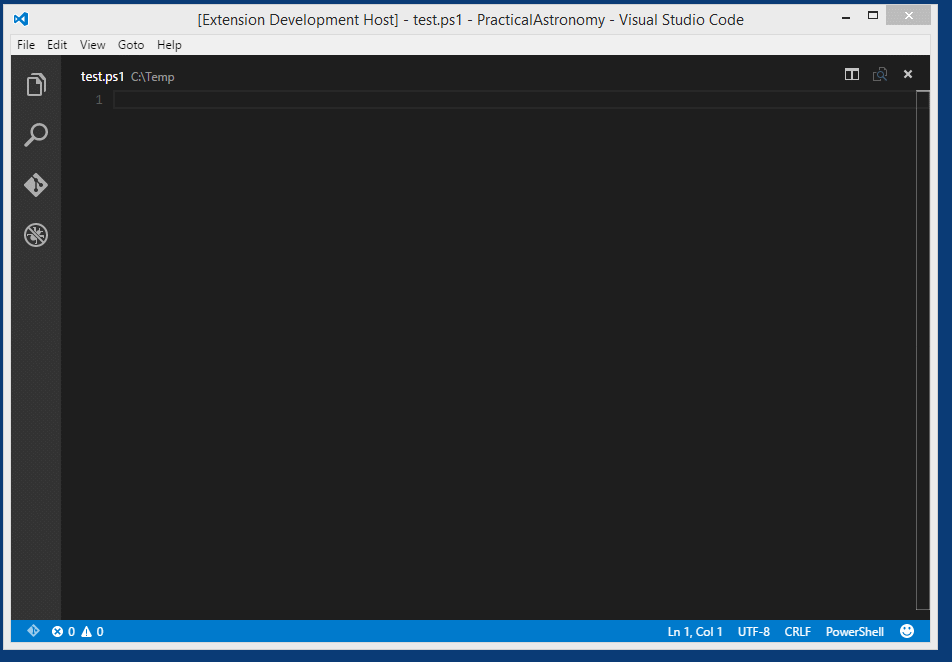 [Extension Development Host] - test.ps1 - PracticalAstronomy - Visual Studio Code
File Edit View Goto Help
test.ps1 C:\Temp
1
0 0 Ln 1, Col 1 UTF-8 CRLF PowerShell